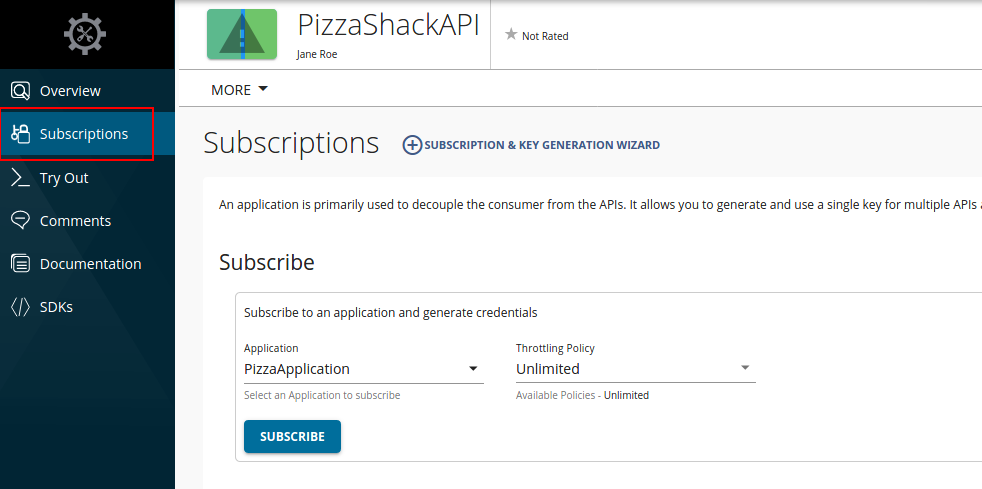 PizzaShackAPI
Jane Roe
Not Rated
Overview
Subscriptions
Try Out
Comments
Documentation
SDKs
MORE
Subscriptions
SUBSCRIPTION & KEY GENERATION WIZARD
An application is primarily used to decouple the consumer from the APIs. It allows you to generate and use a single key for multiple APIs
Subscribe
Subscribe to an application and generate credentials
Application
Throttling Policy
PizzaApplication
Unlimited
Select an Application to subscribe
Available Policies - Unlimited
SUBSCRIBE